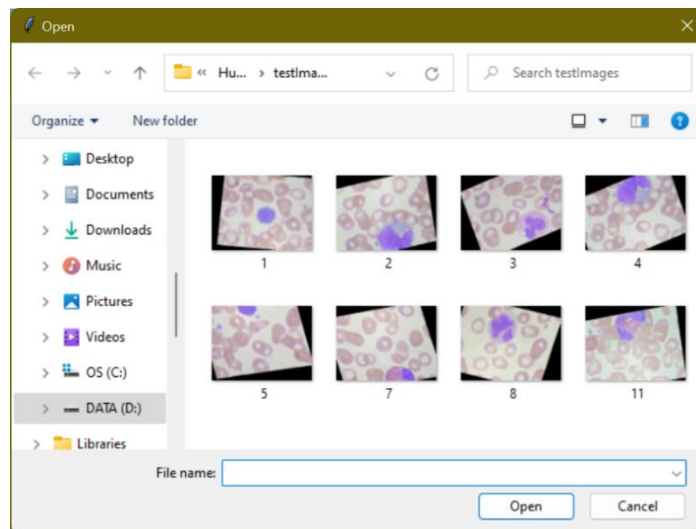 Open
« Hu... › testIma...
Search testImages
Organize
New folder
Desktop
Documents
Downloads
Music
Pictures
Videos
OS (C:)
DATA (D:)
Libraries
1
2
3
4
5
7
8
11
File name:
Open
Cancel